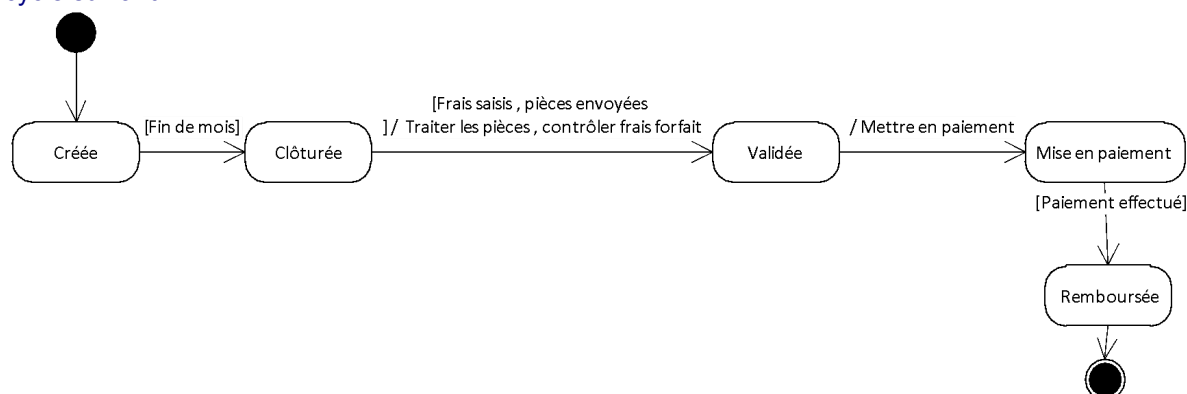 [Frais saisis , pièces envoyées
[Fin de mois]
] / Traiter les pièces , contrôler frais forfait
/ Mettre en paiement
Créée
Clôturée
Validée
Mise en paiement
[Paiement effectué]
Remboursée